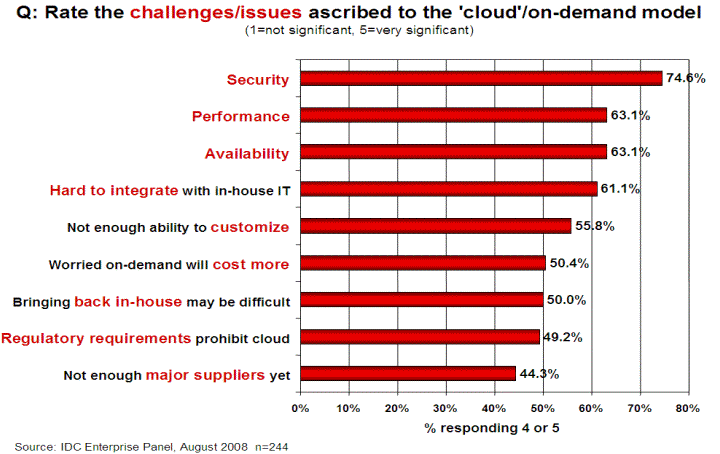 Q: Rate the challenges/issues ascribed to the 'cloud'/on-demand model
(1=not significant, 5=very significant)
Security 74.6%
Performance 63.1%
Availability 63.1%
Hard to integrate with in-house IT 61.1%
Not enough ability to customize 55.8%
Worried on-demand will cost more 50.4%
Bringing back in-house may be difficult 50.0%
Regulatory requirements prohibit cloud 49.2%
Not enough major suppliers yet 44.3%
0% 10% 20% 30% 40% 50% 60% 70% 80%
% responding 4 or 5
Source: IDC Enterprise Panel, August 2008 n=244